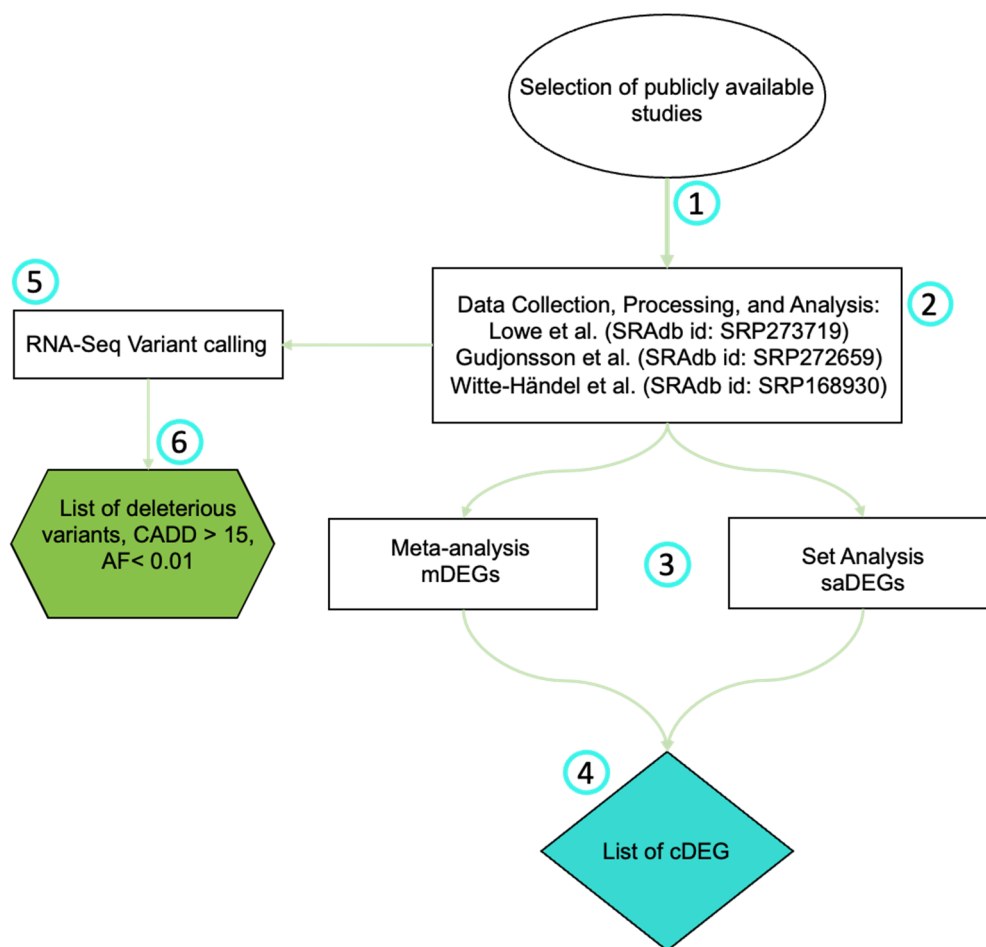 Selection of publicly available
studies
1
5
2
Data Collection, Processing, and Analysis:
Lowe et al. (SRAdb id: SRP273719)
Gudjonsson et al. (SRAdb id: SRP272659)
Witte-Händel et al. (SRAdb id: SRP168930)
RNA-Seq Variant calling
6
List of deleterious
variants, CADD > 15,
AF< 0.01
Meta-analysis
mDEGs
3
Set Analysis
saDEGs
4
List of cDEG